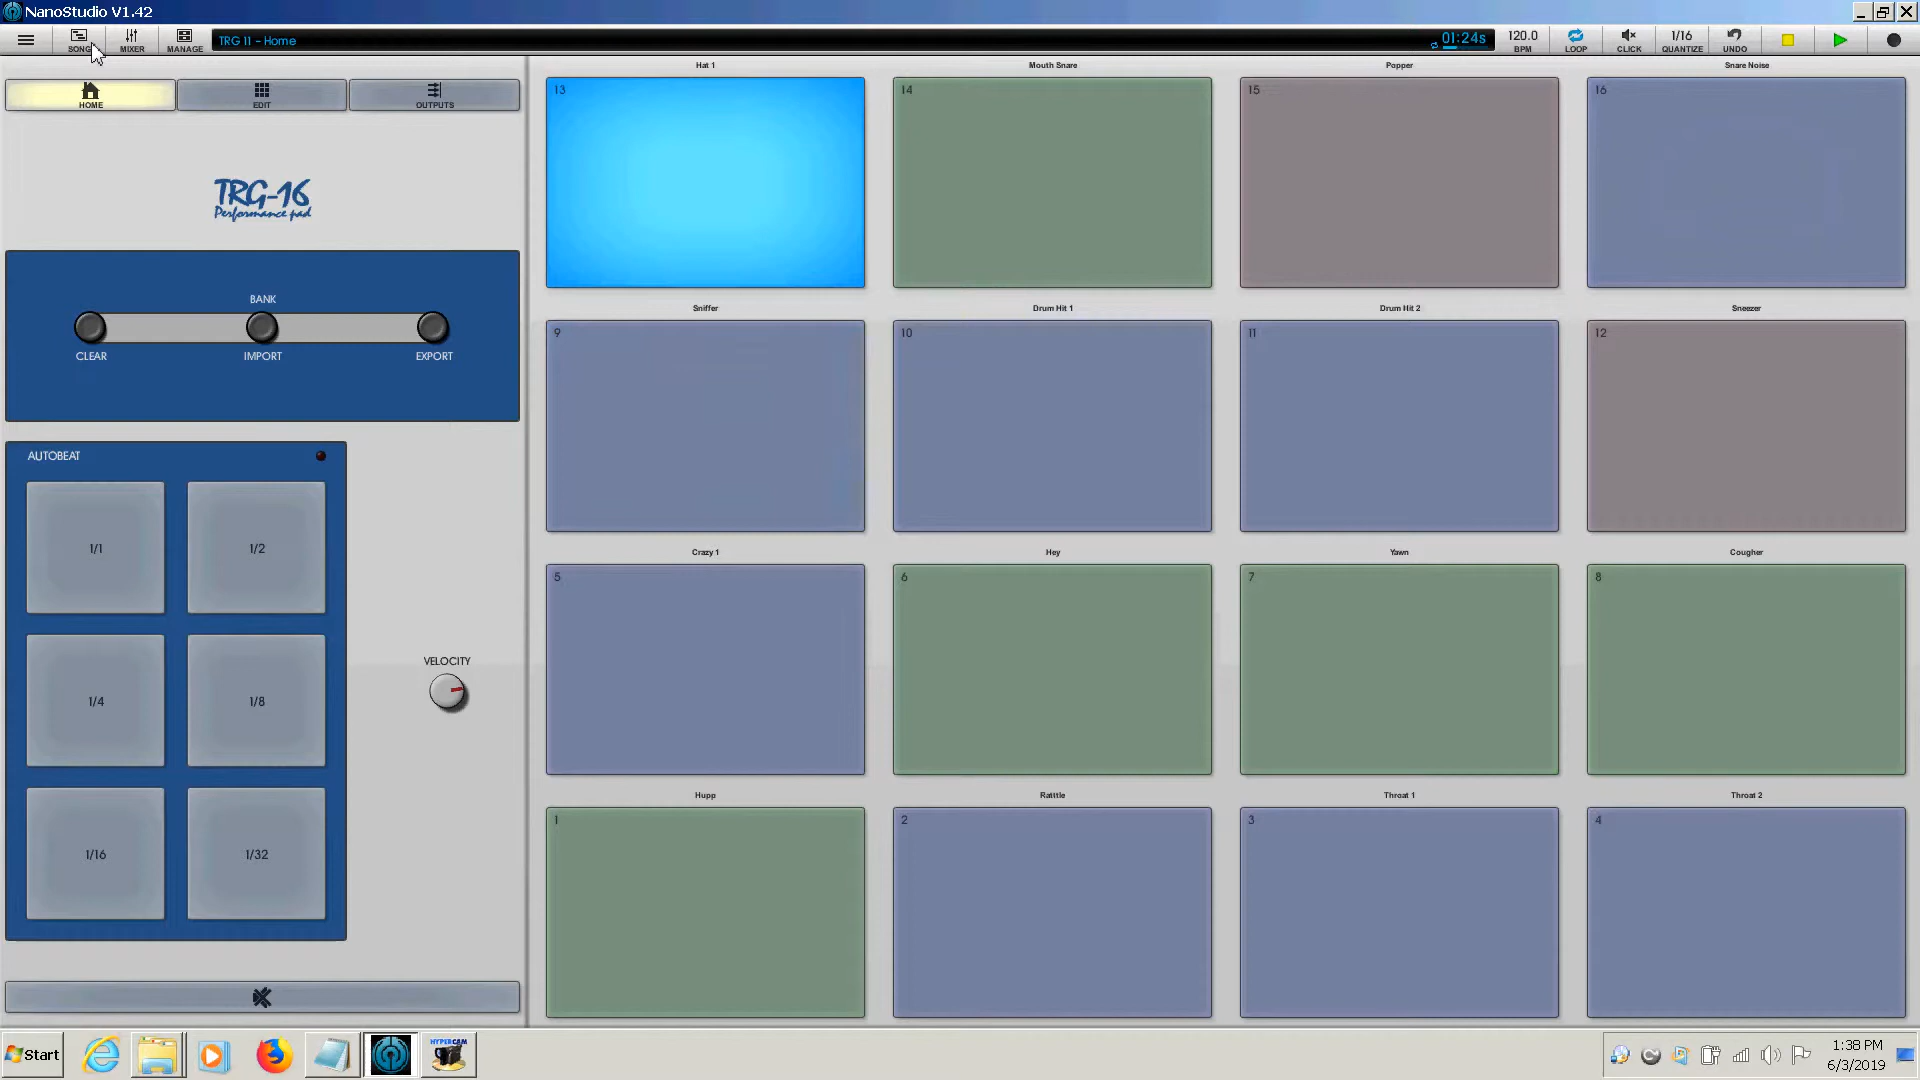 NanoStudio V1.42
SONG
MIXER
MANAGE
TRG 11 - Home
01:24s
120.0
BPM
LOOP
CLICK
1/16
QUANTIZE
UNDO
HOME
EDIT
OUTPUTS
TRG-16
Performance pad
BANK
CLEAR
IMPORT
EXPORT
AUTOBEAT
1/1
1/2
1/4
1/8
1/16
1/32
VELOCITY
Hat 1
Mouth Snare
Popper
Snare Noise
13
14
15
16
Sniffer
Drum Hit 1
Drum Hit 2
Sneezer
9
10
11
12
Crazy 1
Hey
Yawn
Cougher
5
6
7
8
Hupp
Ratttle
Throat 1
Throat 2
1
2
3
4
Start
HYPERCAM
1:38 PM
6/3/2019